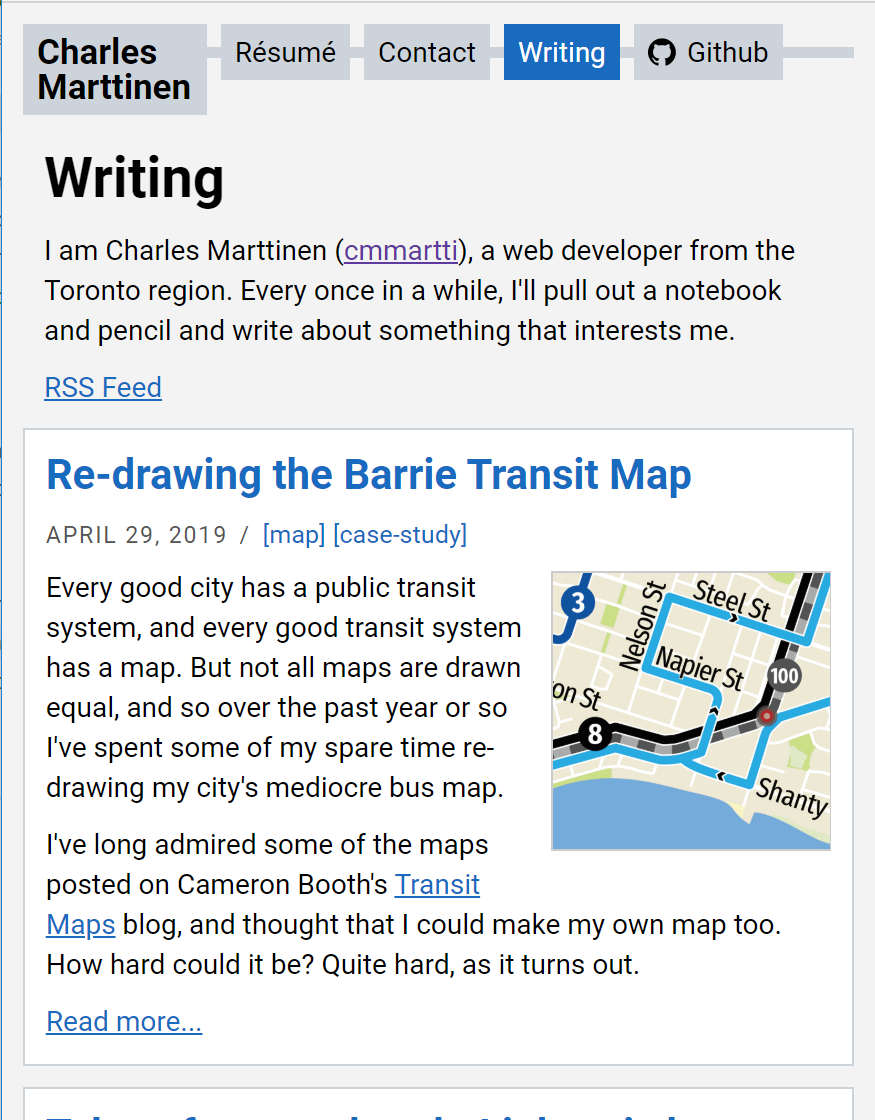 Charles
Marttinen
Résumé
Contact
Writing
Github
Writing
I am Charles Marttinen (cmmartti), a web developer from the
Toronto region. Every once in a while, I'll pull out a notebook
and pencil and write about something that interests me.
RSS Feed
Re-drawing the Barrie Transit Map
APRIL 29, 2019 / [map] [case-study]
Every good city has a public transit
system, and every good transit system
has a map. But not all maps are drawn
equal, and so over the past year or so
I've spent some of my spare time re-
drawing my city's mediocre bus map.
3
Nelson St
Steel St
Napier St
100
on St
8
Shanty
I've long admired some of the maps
posted on Cameron Booth's Transit
Maps blog, and thought that I could make my own map too.
How hard could it be? Quite hard, as it turns out.
Read more...